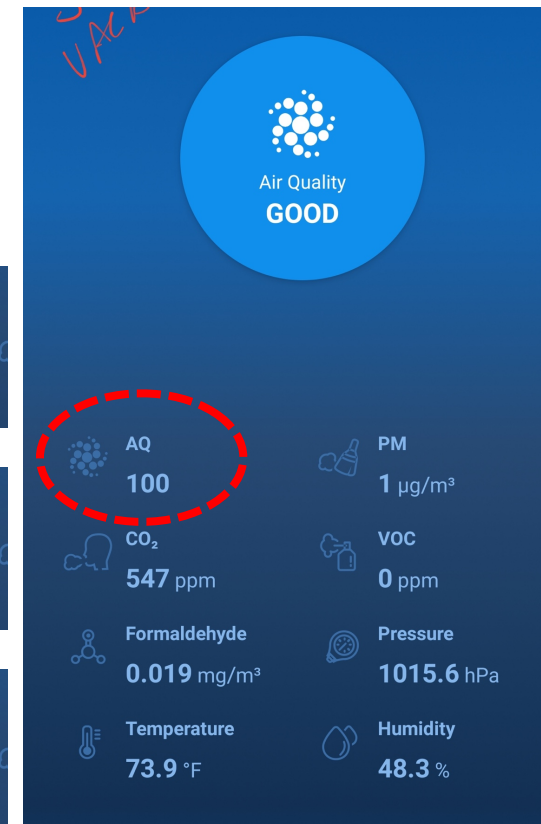 Air Quality
GOOD
AQ
100
PM
1 µg/m³
CO₂
547 ppm
VOC
0 ppm
Formaldehyde
0.019 mg/m³
Pressure
1015.6 hPa
Temperature
73.9 °F
Humidity
48.3 %